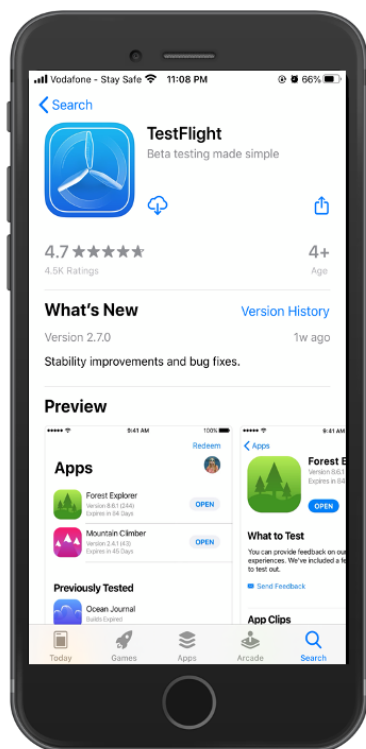 Vodafone - Stay Safe 11:08 PM 66%
Search
TestFlight
Beta testing made simple
4.7 4+
4.5K Ratings Age
What's New Version History
Version 2.7.0 1w ago
Stability improvements and bug fixes.
Preview
9:41 AM 100%
Redeem
Apps
Forest Explorer
Version 8.6.1 (244)
Expires in 84 Days
OPEN
Mountain Climber
Version 2.4.1 (43)
Expires in 45 Days
OPEN
Previously Tested
Ocean Journal
Builds Expired
9:41 AM
Apps
Forest E
Version 8.6.1
Expires in 84
OPEN
What to Test
You can provide feedback on our
experiences. We've included a fe
to test out.
Send Feedback
App Clips
Today Games Apps Arcade Search